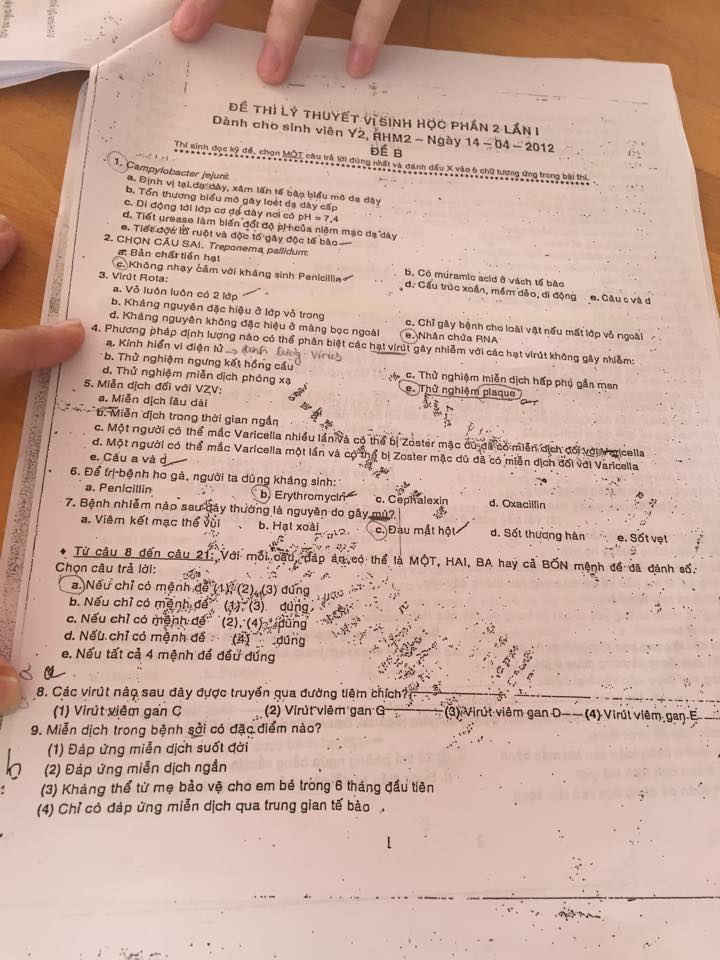 ĐỀ THI LÝ THUYẾT VI SINH HỌC PHẦN 2 LẦN I
Dành cho sinh viên Y2, RHM2 – Ngày 14 – 04 – 2012
ĐỀ B
Thí sinh đọc kỹ đề, chọn MỘT câu trả lời đúng nhất và đánh dấu X vào ô chữ tương ứng trong bài thi.
1. Campylobacter jejuni:
a. Định vị tại dạ dày, xâm lấn tế bào biểu mô dạ dày
b. Tổn thương biểu mô gây loét dạ dày cấp
c. Di động tới lớp cơ dạ dày nơi có pH = 7,4
d. Tiết urease làm biến đổi độ pH của niêm mạc dạ dày
e. Tiết độc tố ruột và độc tố gây độc tế bào
2. CHỌN CÂU SAI. Treponema pallidum:
a. Bản chất tiền hạt
b. Có muramic acid ở vách tế bào
c. Không nhạy cảm với kháng sinh Penicillin
d. Cấu trúc xoắn, mềm dẻo, di động e. Câu c và d
3. Virút Rota:
a. Vỏ luôn luôn có 2 lớp
b. Kháng nguyên đặc hiệu ở lớp vỏ trong
c. Chỉ gây bệnh cho loài vật nếu mất lớp vỏ ngoài
d. Kháng nguyên không đặc hiệu ở màng bọc ngoài
e. Nhân chứa RNA
4. Phương pháp định lượng nào có thể phân biệt các hạt virút gây nhiễm với các hạt virút không gây nhiễm:
a. Kính hiển vi điện tử → định lượng virus
b. Thử nghiệm ngưng kết hồng cầu
c. Thử nghiệm miễn dịch hấp phụ gắn men
d. Thử nghiệm miễn dịch phóng xạ
e. Thử nghiệm plaque
5. Miễn dịch đối với VZV:
a. Miễn dịch lâu dài
b. Miễn dịch trong thời gian ngắn
c. Một người có thể mắc Varicella nhiều lần và có thể bị Zoster mặc dù đã có miễn dịch đối với Varicella
d. Một người có thể mắc Varicella một lần và có thể bị Zoster mặc dù đã có miễn dịch đối với Varicella
e. Câu a và d
6. Để trị bệnh ho gà, người ta dùng kháng sinh:
a. Penicillin b. Erythromycin c. Cephalexin d. Oxacillin
7. Bệnh nhiễm nào sau đây thường là nguyên do gây mù?
a. Viêm kết mạc thể vùi b. Hạt xoài c. Đau mắt hột d. Sốt thương hàn e. Sốt vẹt
♦ Từ câu 8 đến câu 21: Với mỗi câu, đáp án có thể là MỘT, HAI, BA hay cả BỐN mệnh đề đã đánh số.
Chọn câu trả lời:
a. Nếu chỉ có mệnh đề (1), (2), (3) đúng
b. Nếu chỉ có mệnh đề (1), (3) đúng
c. Nếu chỉ có mệnh đề (2), (4) đúng
d. Nếu chỉ có mệnh đề (4) đúng
e. Nếu tất cả 4 mệnh đề đều đúng
a
8. Các virút nào sau đây được truyền qua đường tiêm chích?
(1) Virút viêm gan C (2) Virút viêm gan G (3) Virút viêm gan D (4) Virút viêm gan E
9. Miễn dịch trong bệnh sởi có đặc điểm nào?
(1) Đáp ứng miễn dịch suốt đời
b
(2) Đáp ứng miễn dịch ngắn
(3) Kháng thể từ mẹ bảo vệ cho em bé trong 6 tháng đầu tiên
(4) Chỉ có đáp ứng miễn dịch qua trung gian tế bào
1